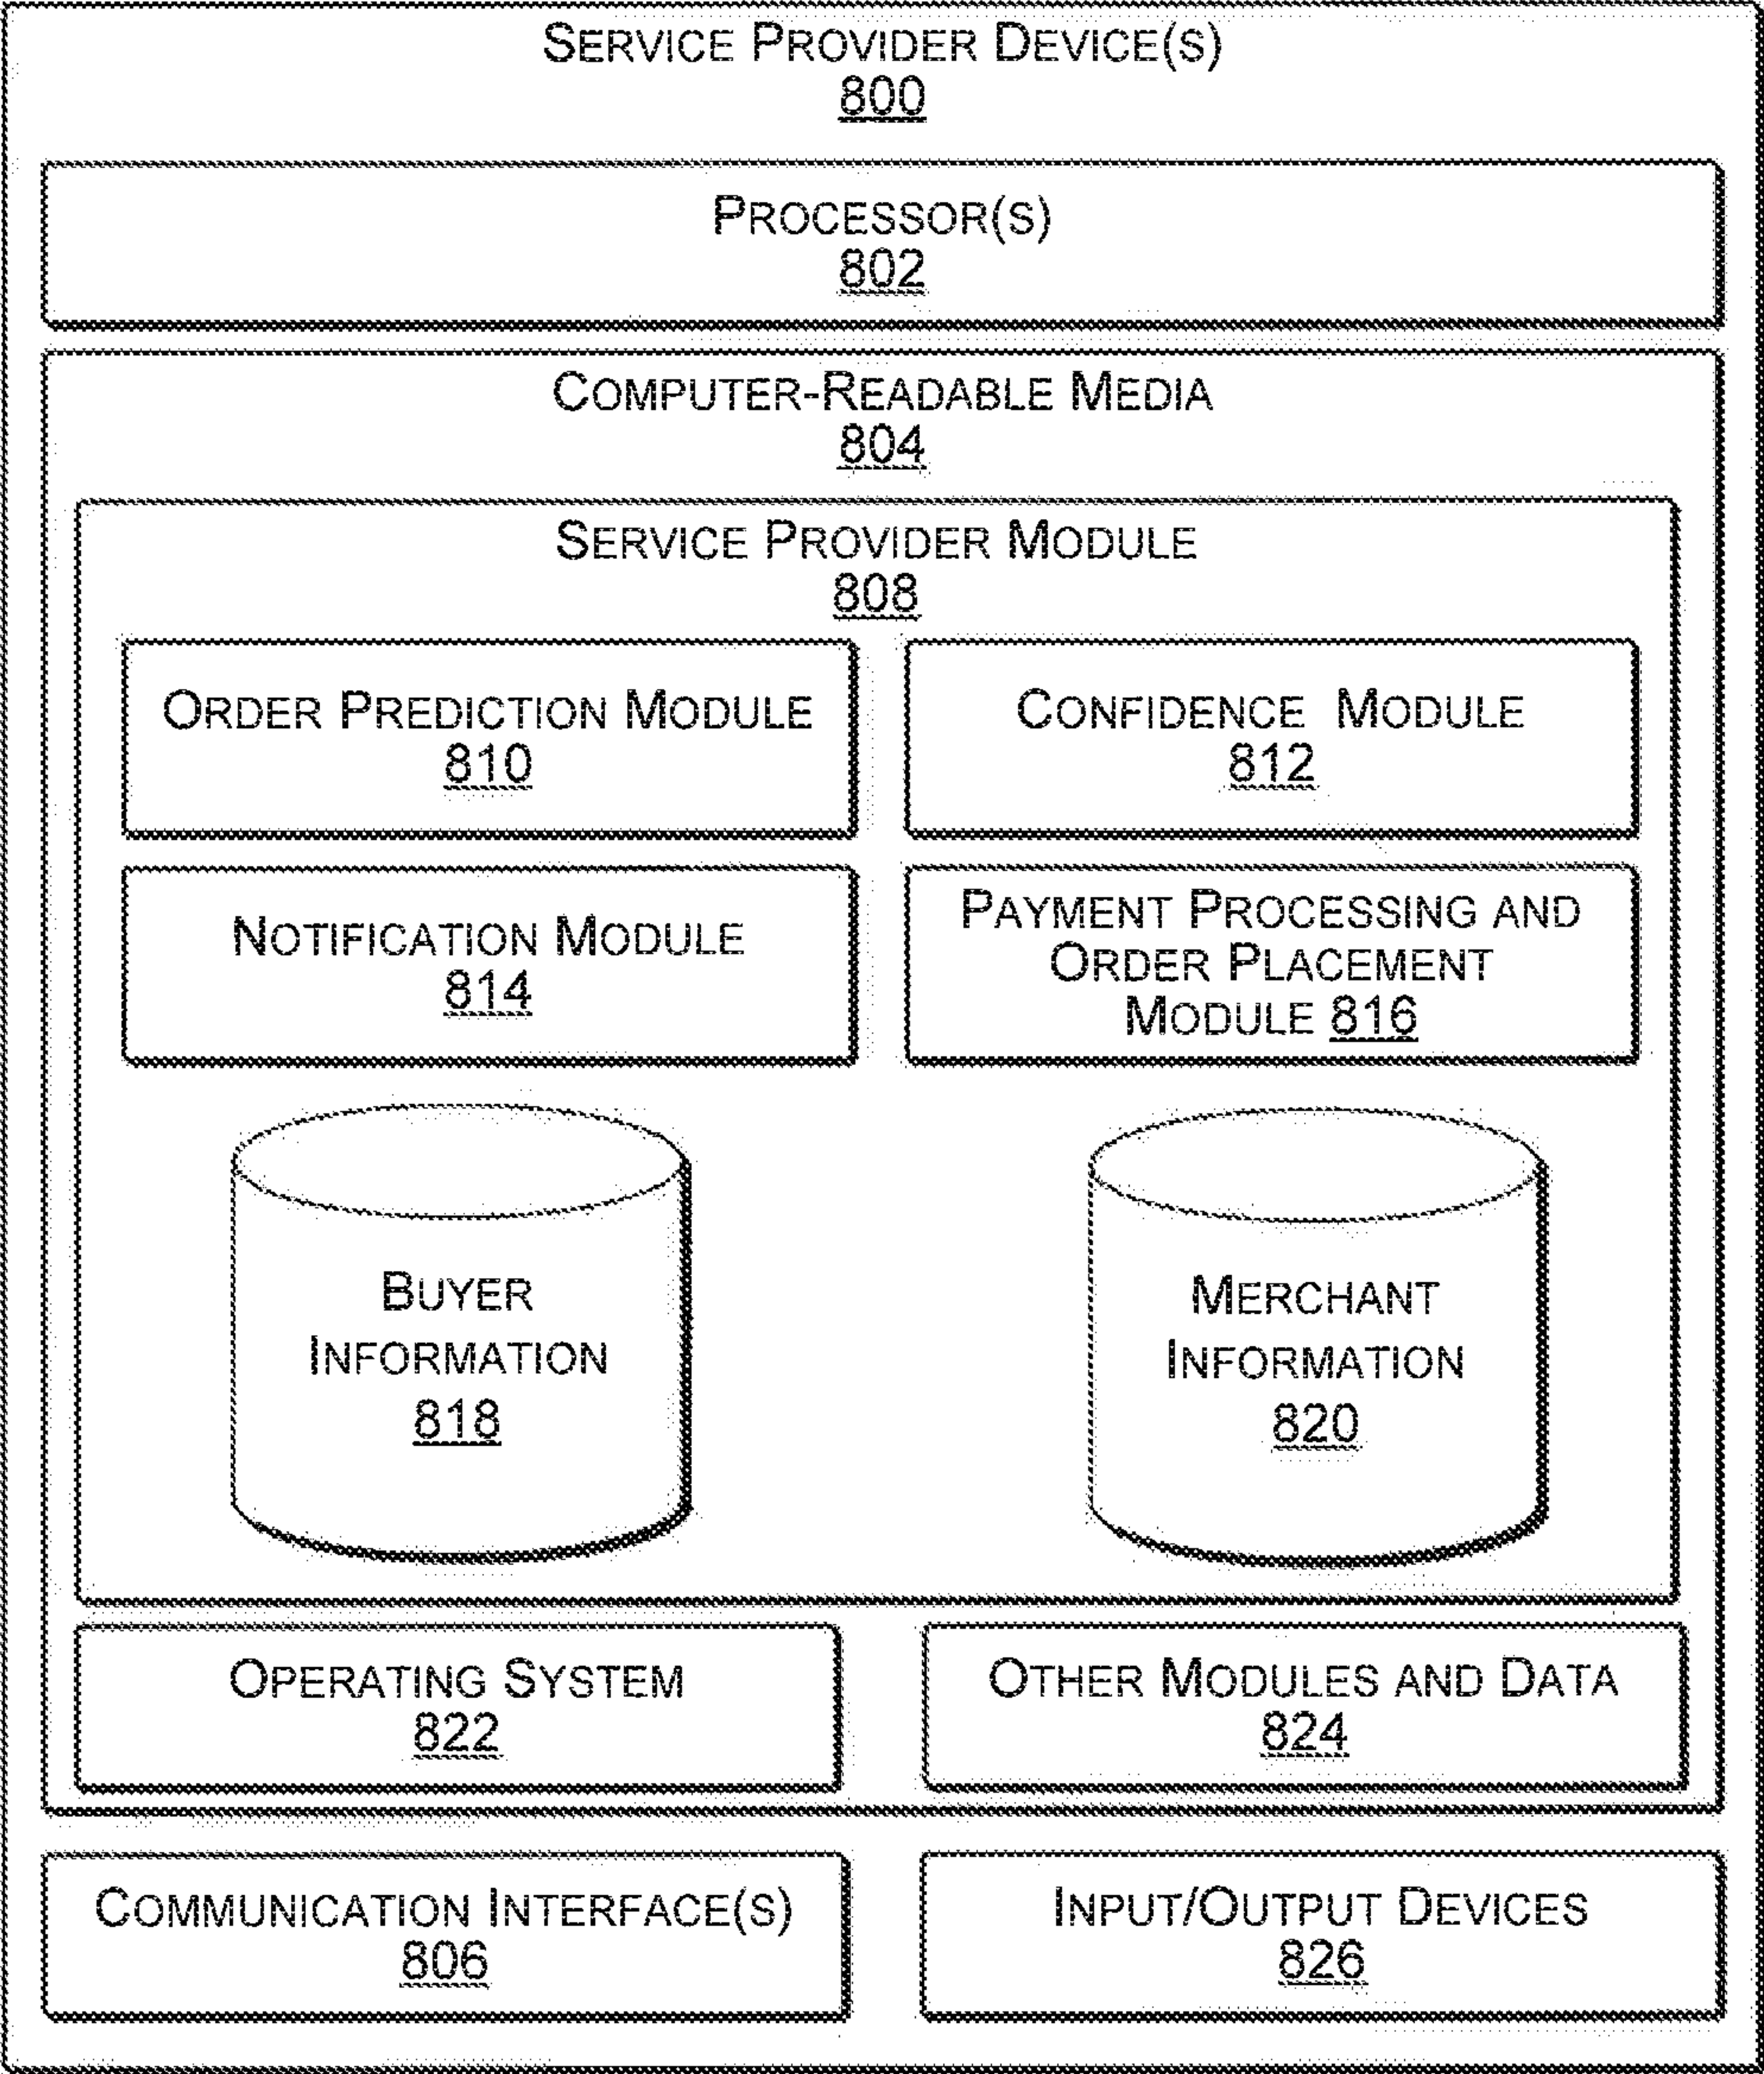 SERVICE PROVIDER DEVICE(S)
800
PROCESSOR(S)
802
COMPUTER-READABLE MEDIA
804
SERVICE PROVIDER MODULE
808
ORDER PREDICTION MODULE
810
CONFIDENCE MODULE
812
NOTIFICATION MODULE
814
PAYMENT PROCESSING AND
ORDER PLACEMENT
MODULE 816
BUYER
INFORMATION
818
MERCHANT
INFORMATION
820
OPERATING SYSTEM
822
OTHER MODULES AND DATA
824
COMMUNICATION INTERFACE(S)
806
INPUT/OUTPUT DEVICES
826